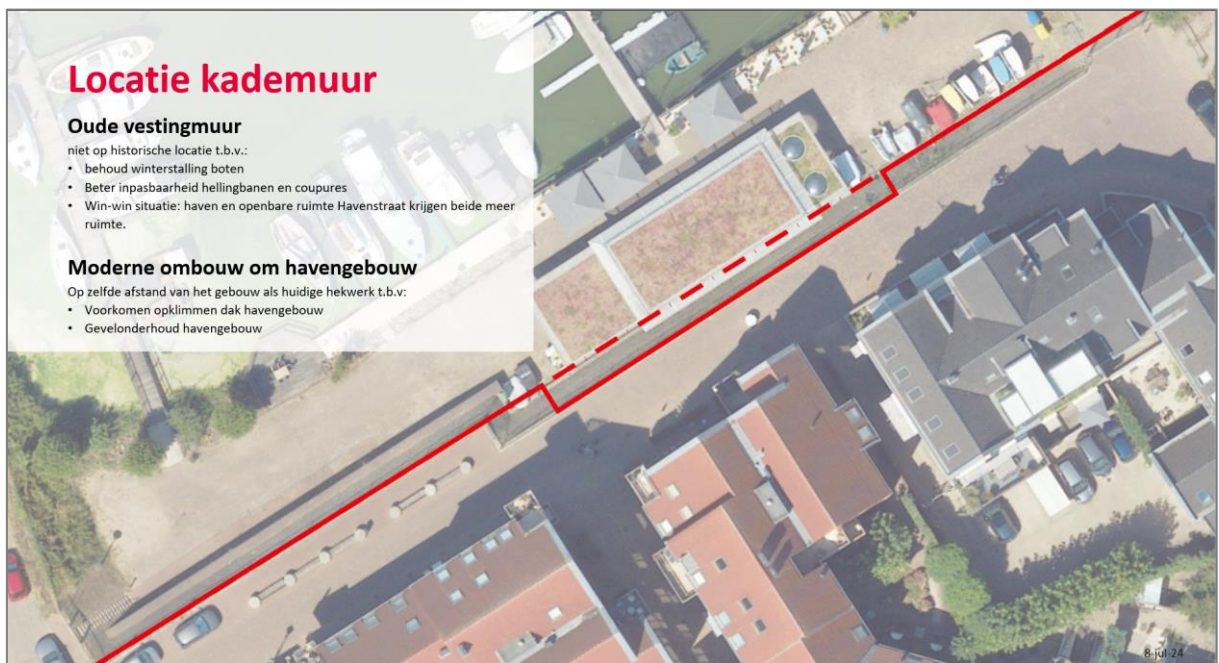 Locatie kademuur
Oude vestingmuur
niet op historische locatie t.b.v.:
• behoud winterstalling boten
• Beter inpasbaarheid hellingbanen en coupures
• Win-win situatie: haven en openbare ruimte Havenstraat krijgen beide meer
ruimte.
Moderne ombouw om havengebouw
Op zelfde afstand van het gebouw als huidige hekwerk t.b.v:
• Voorkomen opklimmen dak havengebouw
• Gevelonderhoud havengebouw
8-jul-24